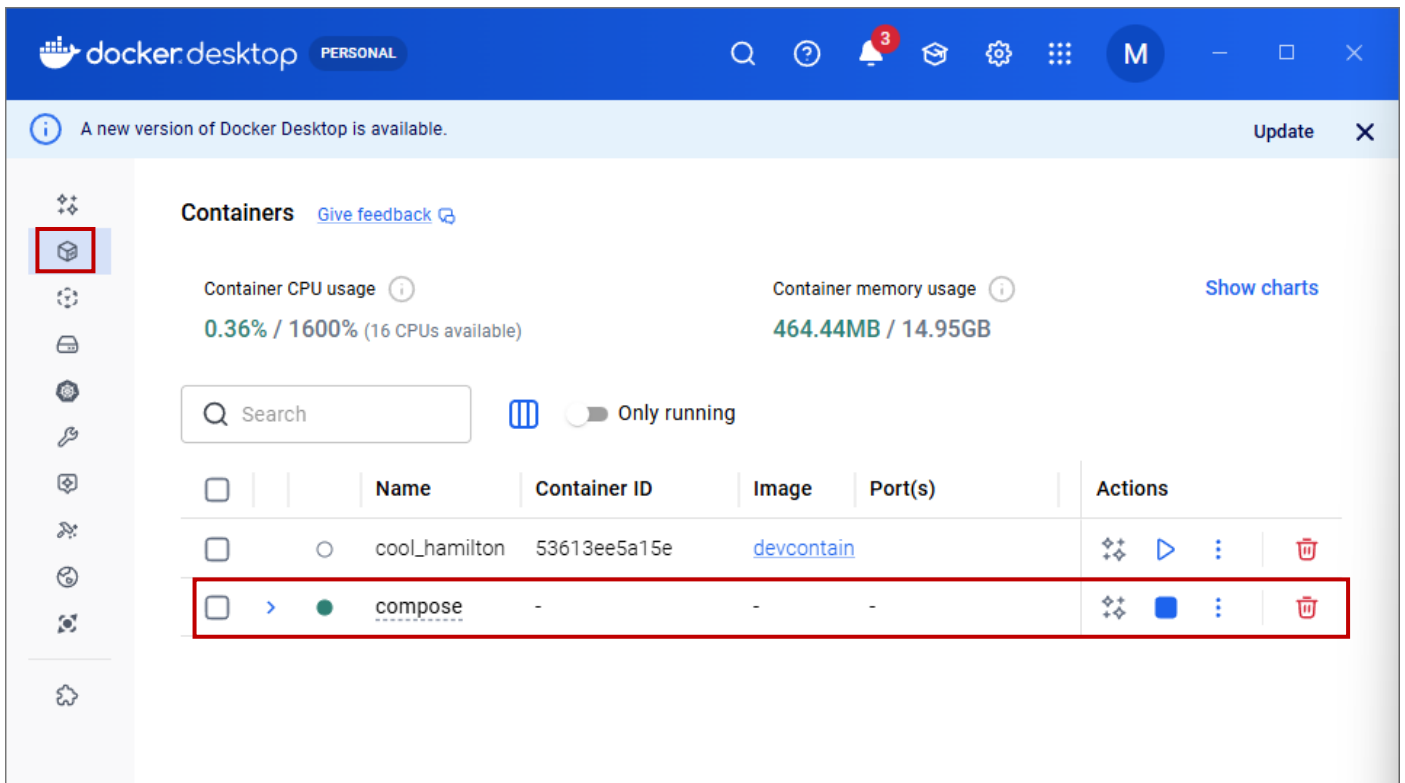 docker.desktop PERSONAL 3 M
A new version of Docker Desktop is available. Update
Containers Give feedback
Container CPU usage Container memory usage Show charts
0.36% / 1600% (16 CPUs available) 464.44MB / 14.95GB
Search Only running
Name Container ID Image Port(s) Actions
cool_hamilton 53613ee5a15e devcontain
compose - - -